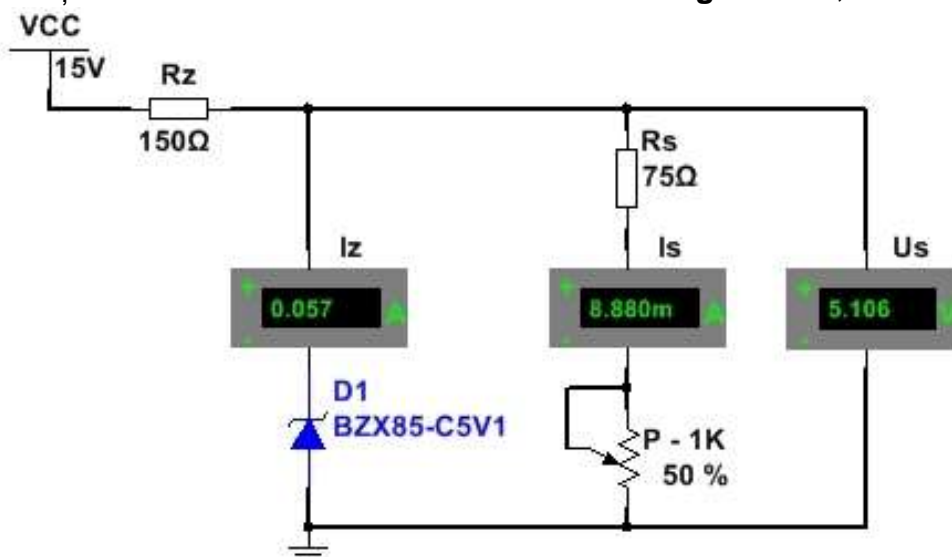 VCC
15V
Rz
150Ω
Rs
75Ω
Iz
Is
Us
+
0.057
A
-
+
8.880m
A
-
+
5.106
-
D1
BZX85-C5V1
P - 1K
50 %